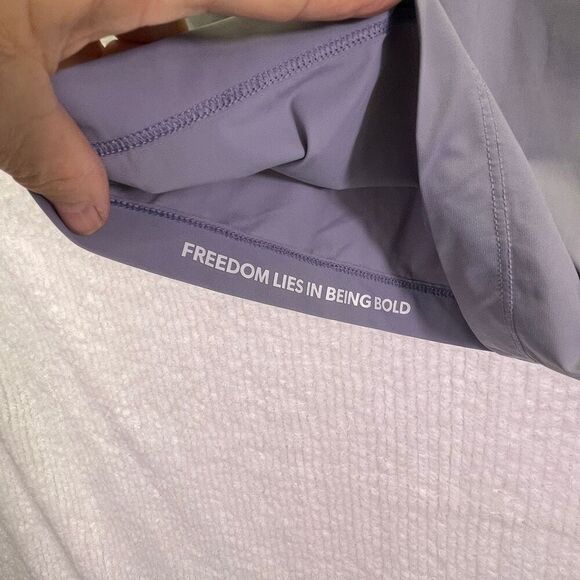 FREEDOM LIES IN BEING BOLD